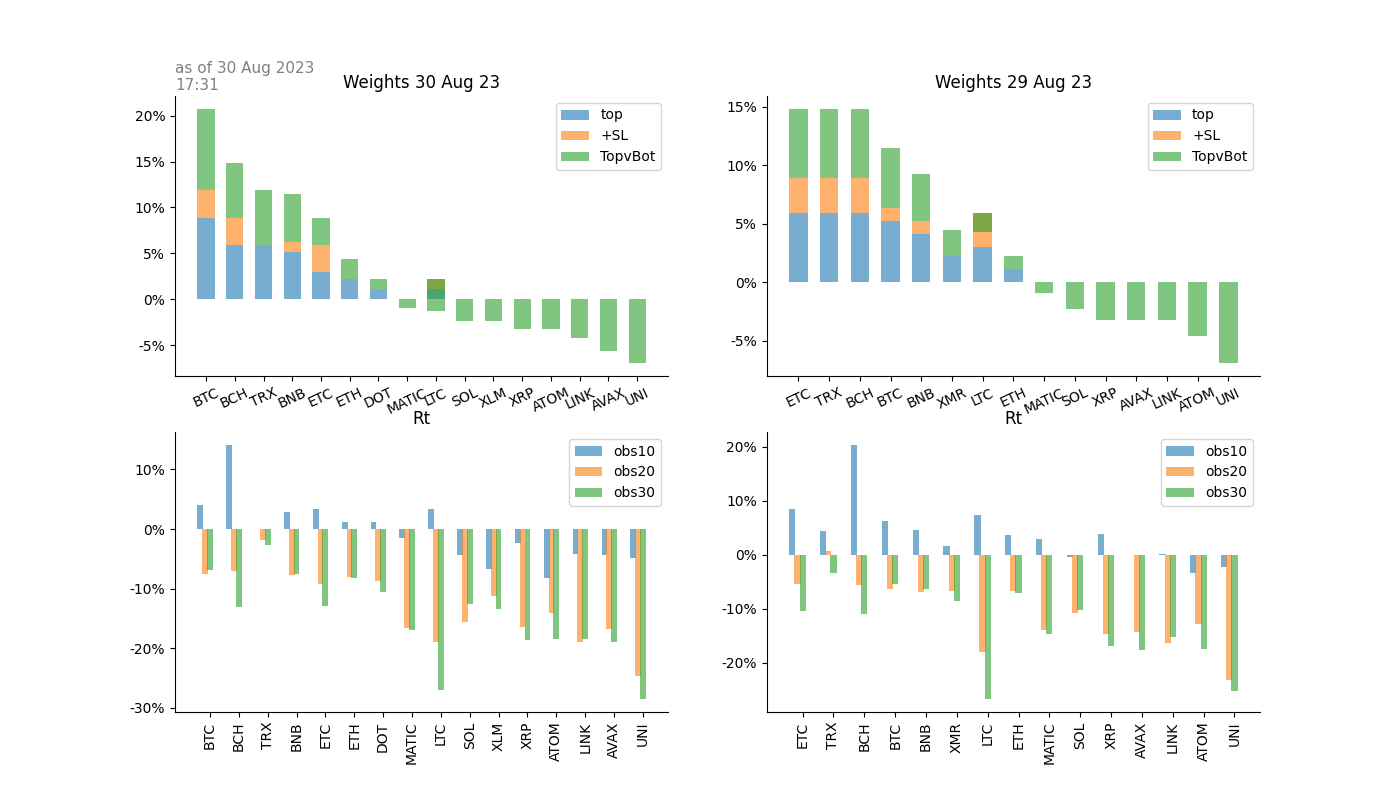 as of 30 Aug 2023
17:31
Weights 30 Aug 23
20%
15%
10%
5%
0%
-5%
top
+SL
TopvBot
BTC BCH TRX BNB ETC ETH DOT MATIC LTC SOL XLM XRP ATOM LINK AVAX UNI
Weights 29 Aug 23
15%
10%
5%
0%
-5%
top
+SL
TopvBot
ETC TRX BCH BTC BNB XMR LTC ETH MATIC SOL XRP AVAX LINK ATOM UNI
Rt
10%
0%
-10%
-20%
-30%
obs10
obs20
obs30
BTC BCH TRX BNB ETC ETH DOT MATIC LTC SOL XLM XRP ATOM LINK AVAX UNI
Rt
20%
10%
0%
-10%
-20%
obs10
obs20
obs30
ETC TRX BCH BTC BNB XMR LTC ETH MATIC SOL XRP AVAX LINK ATOM UNI